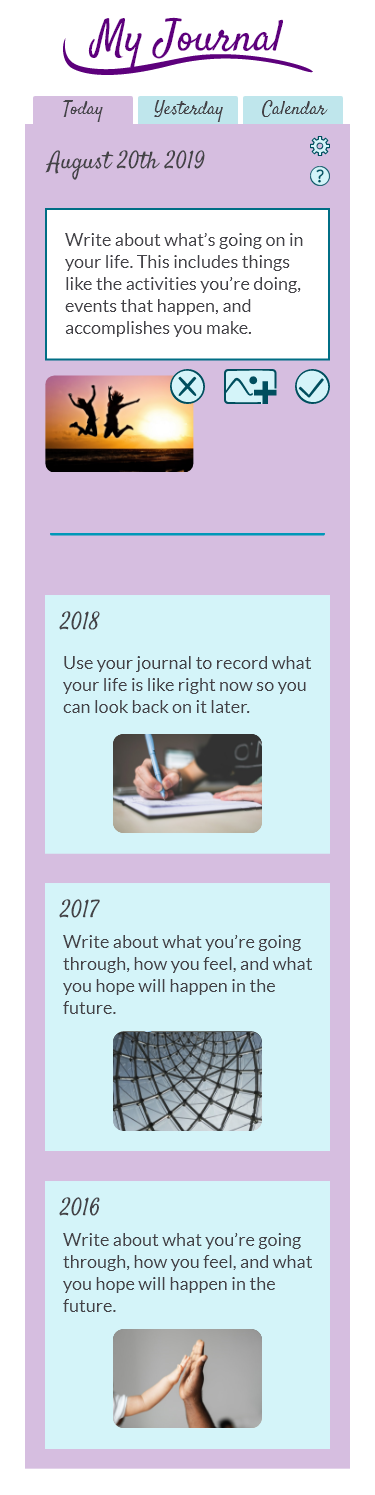 My Journal
Today Yesterday Calendar
August 20th 2019
?
Write about what's going on in
your life. This includes things
like the activities you're doing,
events that happen, and
accomplishes you make.
2018
Use your journal to record what
your life is like right now so you
can look back on it later.
2017
Write about what you're going
through, how you feel, and what
you hope will happen in the
future.
2016
Write about what you're going
through, how you feel, and what
you hope will happen in the
future.